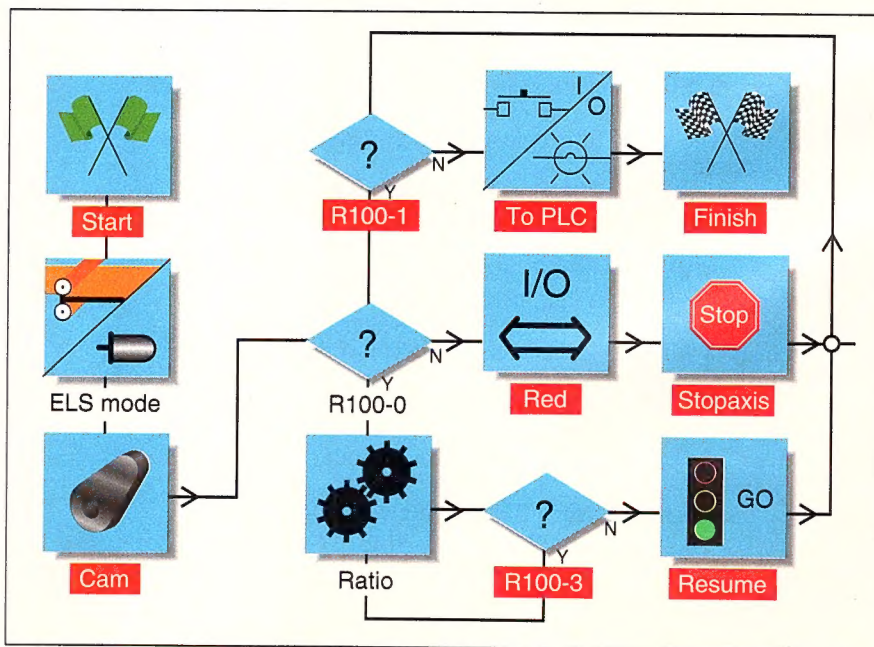 Start
ELS mode
Cam
?
N
Y
R100-1
I
O
To PLC
Finish
?
N
Y
R100-0
I/O
Red
Stop
Stopaxis
Ratio
?
N
Y
R100-3
GO
Resume